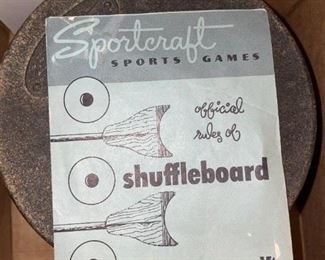 Sportcraft
SPORTS GAMES
official
rules of
shuffleboard